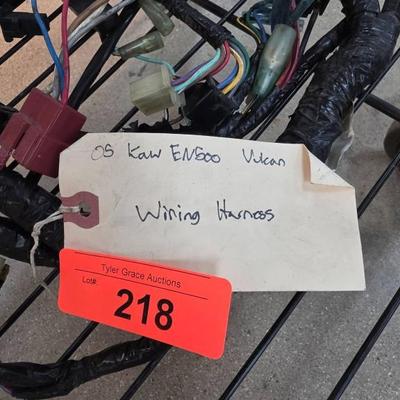 05 Kaw EN500 Vulcan
Wiring Harness
Tyler Grace Auctions
Lot#
218